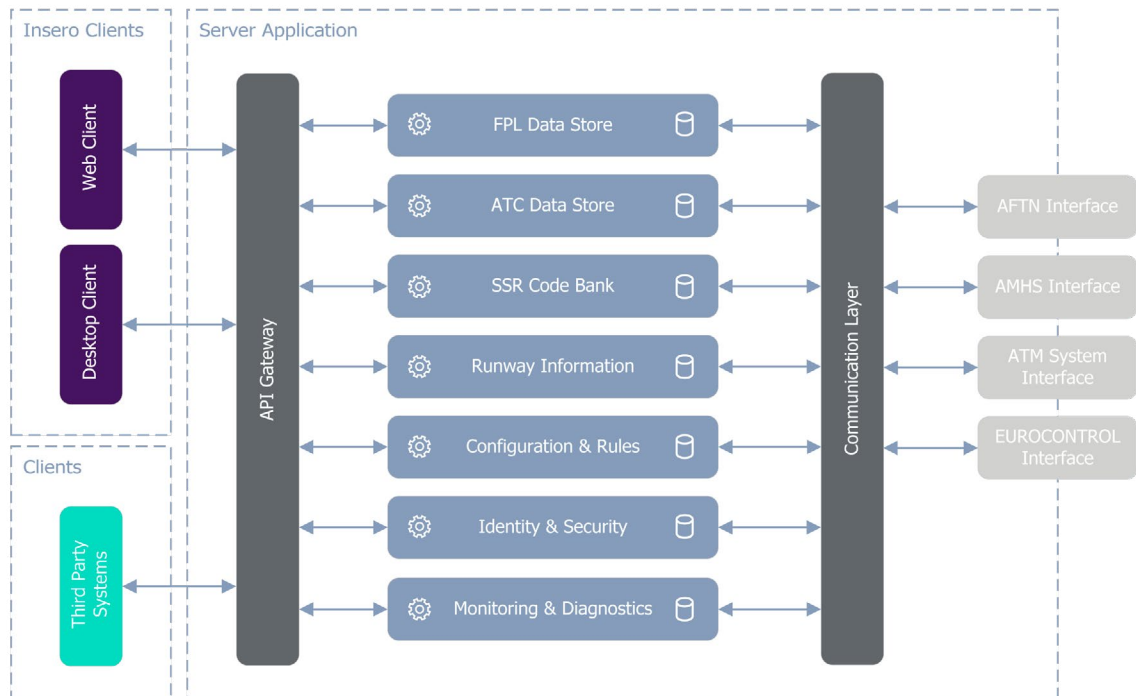 Insero Clients
Server Application
Web Client
Desktop Client
Clients
Third Party
Systems
API Gateway
FPL Data Store
ATC Data Store
SSR Code Bank
Runway Information
Configuration & Rules
Identity & Security
Monitoring & Diagnostics
Communication Layer
AFTN Interface
AMHS Interface
ATM System
Interface
EUROCONTROL
Interface